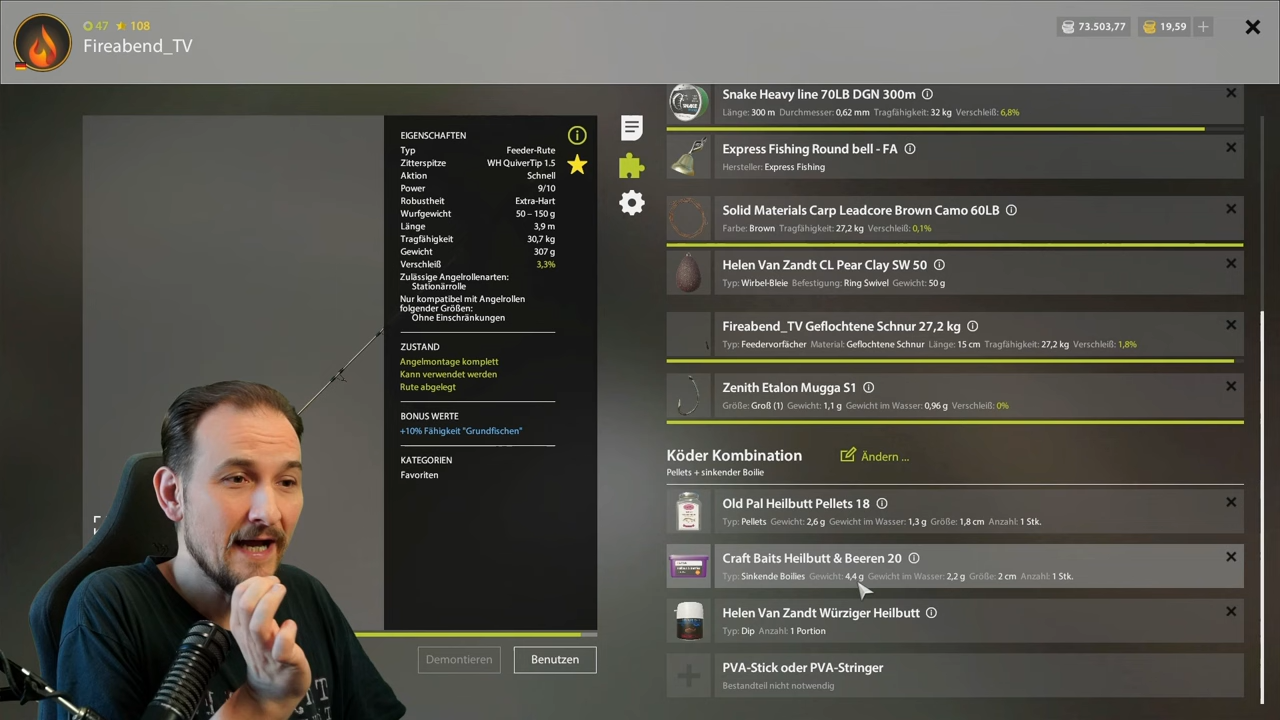 47 108
Fireabend_TV
73.503,77
19,59
EIGENSCHAFTEN
Typ Feeder-Rute
Zitterspitze WH QuiverTip 1.5
Aktion Schnell
Power 9/10
Robustheit Extra-Hart
Wurfgewicht 50 – 150 g
Länge 3,9 m
Tragfähigkeit 30,7 kg
Gewicht 307 g
Verschleiß 3,3%
Zulässige Angelrollenarten:
Stationärrolle
Nur kompatibel mit Angelrollen
folgender Größen:
Ohne Einschränkungen
ZUSTAND
Angelmontage komplett
Kann verwendet werden
Rute abgelegt
BONUS WERTE
+10% Fähigkeit "Grundfischen"
KATEGORIEN
Favoriten
Demontieren
Benutzen
Snake Heavy line 70LB DGN 300m
Länge: 300 m Durchmesser: 0,62 mm Tragfähigkeit: 32 kg Verschleiß: 6,8%
Express Fishing Round bell - FA
Hersteller: Express Fishing
Solid Materials Carp Leadcore Brown Camo 60LB
Farbe: Brown Tragfähigkeit: 27,2 kg Verschleiß: 0,1%
Helen Van Zandt CL Pear Clay SW 50
Typ: Wirbel-Bleie Befestigung: Ring Swivel Gewicht: 50 g
Fireabend_TV Geflochtene Schnur 27,2 kg
Typ: Feedervorfächer Material: Geflochtene Schnur Länge: 15 cm Tragfähigkeit: 27,2 kg Verschleiß: 1,8%
Zenith Etalon Mugga S1
Größe: Groß (1) Gewicht: 1,1 g Gewicht im Wasser: 0,96 g Verschleiß: 0%
Köder Kombination
Ändern ...
Pellets + sinkender Boilie
Old Pal Heilbutt Pellets 18
Typ: Pellets Gewicht: 2,6 g Gewicht im Wasser: 1,3 g Größe: 1,8 cm Anzahl: 1 Stk.
Craft Baits Heilbutt & Beeren 20
Typ: Sinkende Boilies Gewicht: 4,4 g Gewicht im Wasser: 2,2 g Größe: 2 cm Anzahl: 1 Stk.
Helen Van Zandt Würziger Heilbutt
Typ: Dip Anzahl: 1 Portion
PVA-Stick oder PVA-Stringer
Bestandteil nicht notwendig